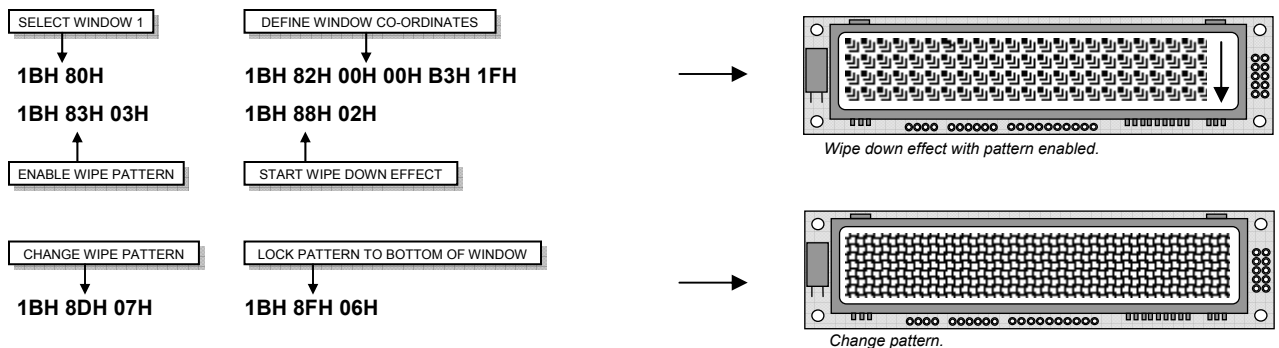 SELECT WINDOW 1
DEFINE WINDOW CO-ORDINATES
1BH 80H
1BH 82H 00H 00H B3H 1FH
1BH 83H 03H
1BH 88H 02H
ENABLE WIPE PATTERN
START WIPE DOWN EFFECT
Wipe down effect with pattern enabled.
CHANGE WIPE PATTERN
LOCK PATTERN TO BOTTOM OF WINDOW
1BH 8DH 07H
1BH 8FH 06H
Change pattern.